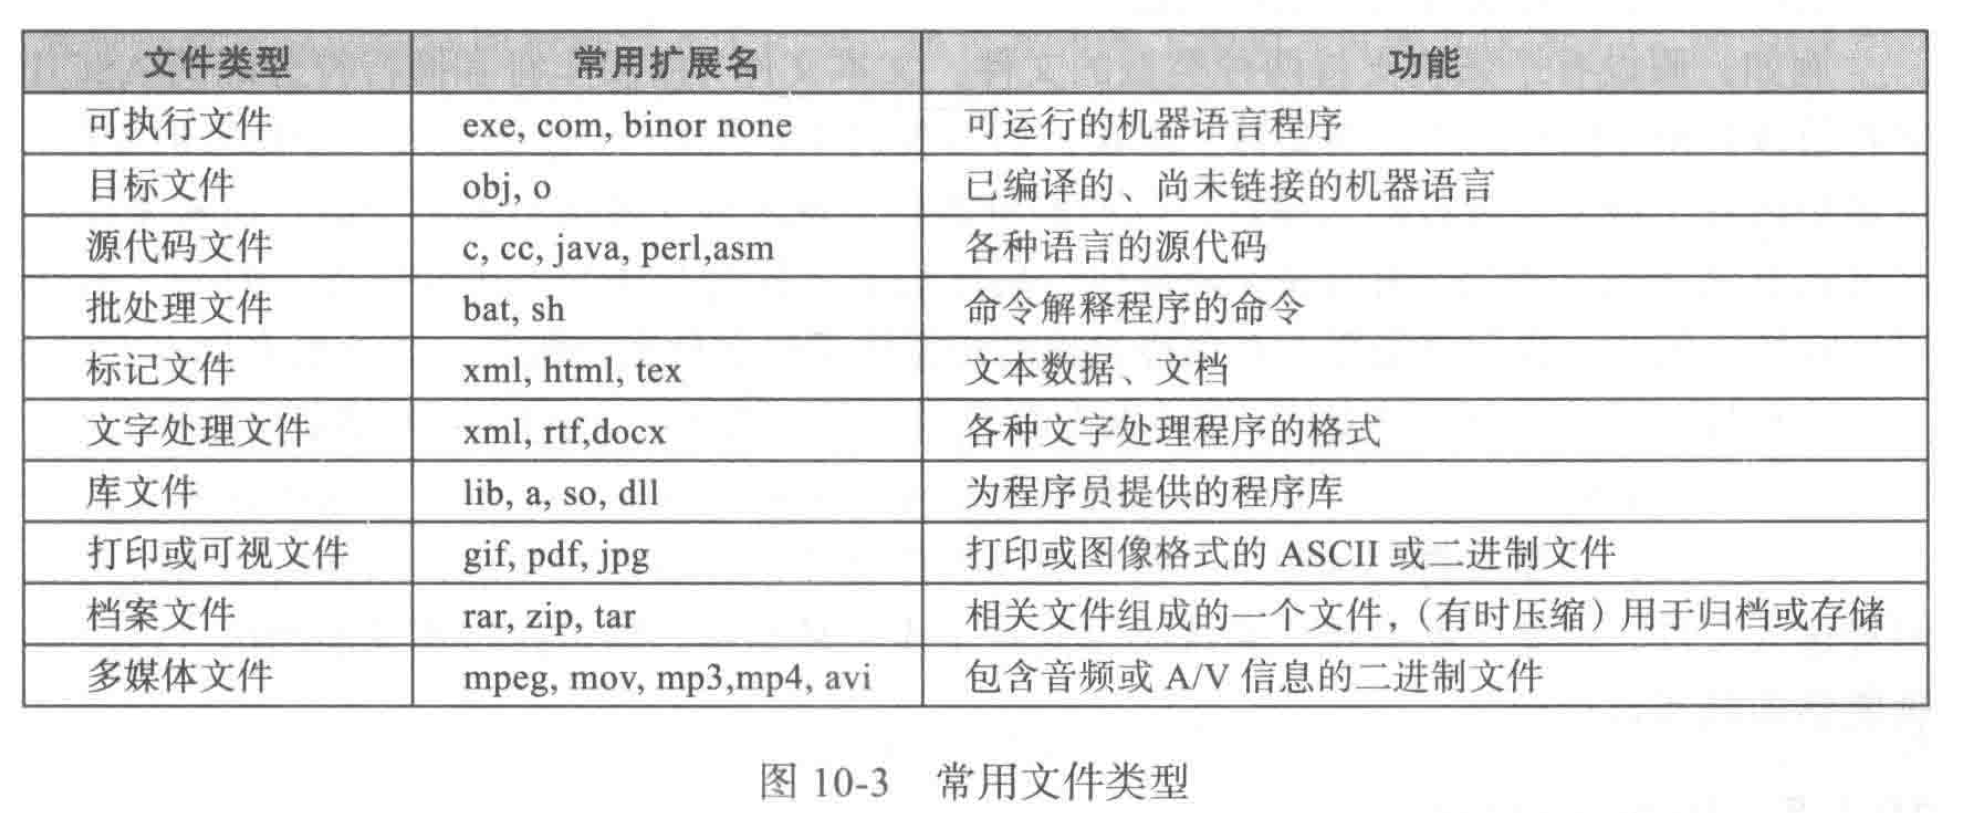 文件类型 常用扩展名 功能
可执行文件 exe, com, binor none 可运行的机器语言程序
目标文件 obj, o 已编译的、尚未链接的机器语言
源代码文件 c, cc, java, perl,asm 各种语言的源代码
批处理文件 bat, sh 命令解释程序的命令
标记文件 xml, html, tex 文本数据、文档
文字处理文件 xml, rtf,docx 各种文字处理程序的格式
库文件 lib, a, so, dll 为程序员提供的程序库
打印或可视文件 gif, pdf, jpg 打印或图像格式的 ASCII 或二进制文件
档案文件 rar, zip, tar 相关文件组成的一个文件，（有时压缩）用于归档或存储
多媒体文件 mpeg, mov, mp3,mp4, avi 包含音频或 A/V 信息的二进制文件
图 10-3 常用文件类型